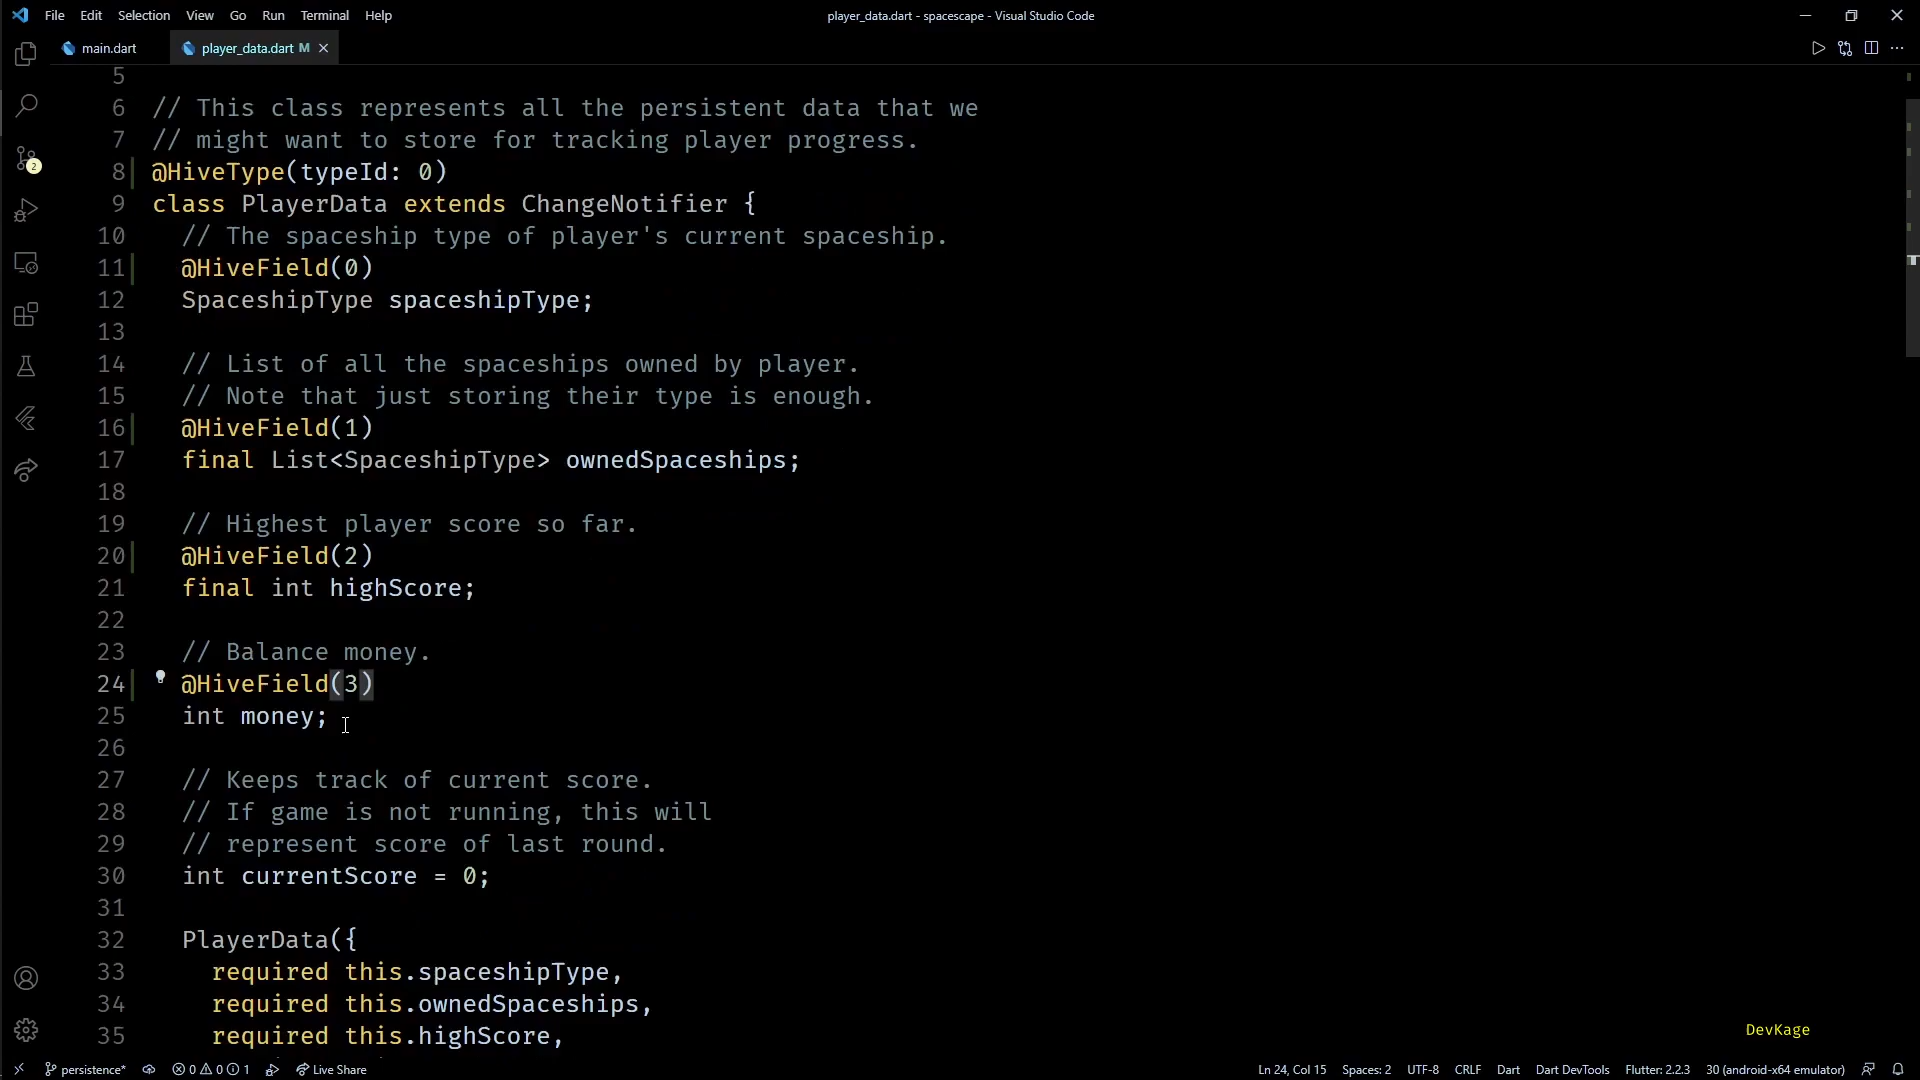 File Edit Selection View Go Run Terminal Help
player_data.dart - spacescape - Visual Studio Code
main.dart
player_data.dart M
5
6 // This class represents all the persistent data that we
7 // might want to store for tracking player progress.
8 @HiveType(typeId: 0)
9 class PlayerData extends ChangeNotifier {
10 // The spaceship type of player's current spaceship.
11 @HiveField(0)
12 SpaceshipType spaceshipType;
13
14 // List of all the spaceships owned by player.
15 // Note that just storing their type is enough.
16 @HiveField(1)
17 final List<SpaceshipType> ownedSpaceships;
18
19 // Highest player score so far.
20 @HiveField(2)
21 final int highScore;
22
23 // Balance money.
24 @HiveField(3)
25 int money;
26
27 // Keeps track of current score.
28 // If game is not running, this will
29 // represent score of last round.
30 int currentScore = 0;
31
32 PlayerData({
33 required this.spaceshipType,
34 required this.ownedSpaceships,
35 required this.highScore,
2
DevKage
persistence* 0 0 1 Live Share
Ln 24, Col 15 Spaces: 2 UTF-8 CRLF Dart Dart DevTools Flutter: 2.2.3 30 (android-x64 emulator)